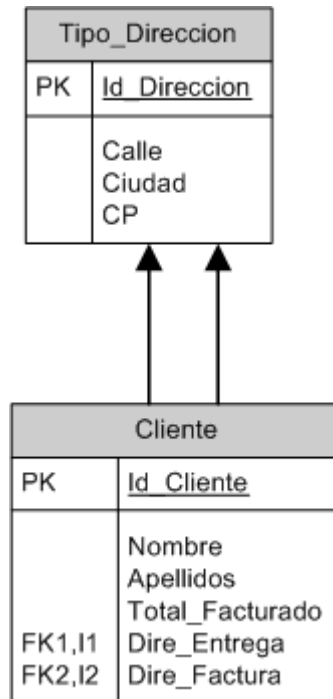 Tipo_Direccion
PK Id_Direccion
Calle
Ciudad
CP
Cliente
PK Id_Cliente
Nombre
Apellidos
Total_Facturado
FK1,I1 Dire_Entrega
FK2,I2 Dire_Factura